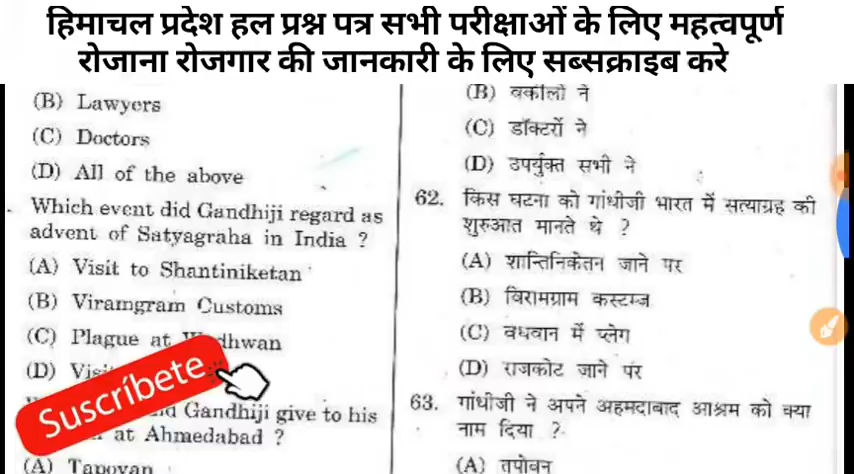 हिमाचल प्रदेश हल प्रश्न पत्र सभी परीक्षाओं के लिए महत्वपूर्ण
रोजाना रोजगार की जानकारी के लिए सब्सक्राइब करे
(B) Lawyers
(C) Doctors
(D) All of the above
Which event did Gandhiji regard as
advent of Satyagraha in India ?
(A) Visit to Shantiniketan
(B) Viramgram Customs
(C) Plague at
(D)
Gandhiji give to his
at Ahmedabad ?
(A) Tapovan
Suscríbete
(B) वकीलों ने
(C) डॉक्टरों ने
(D) उपर्युक्त सभी ने
62. किस घटना को गांधीजी भारत में सत्याग्रह की
शुरुआत मानते थे ?
(A) शान्तिनिकेतन जाने पर
(B) विरामग्राम कस्टम्ज
(C) वधवान में प्लेग
(D) राजकोट जाने पर
63. गांधीजी ने अपने अहमदाबाद आश्रम को क्या
नाम दिया ?
(A) तपोवन